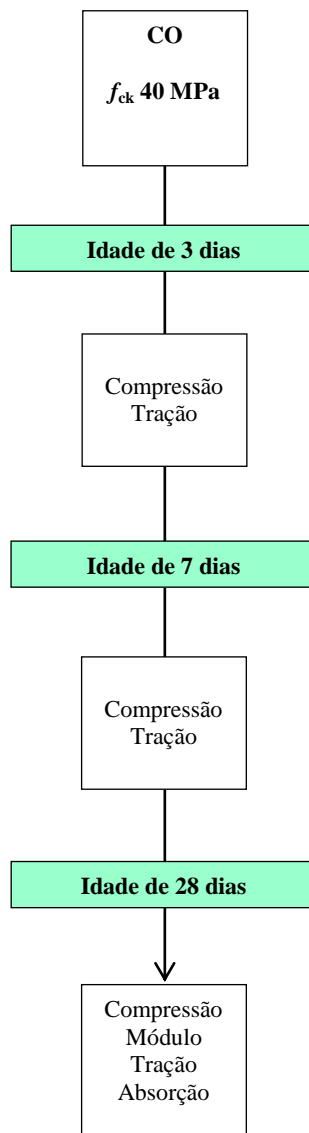 CO
fck 40 MPa
Idade de 3 dias
Compressão
Tração
Idade de 7 dias
Compressão
Tração
Idade de 28 dias
Compressão
Módulo
Tração
Absorção